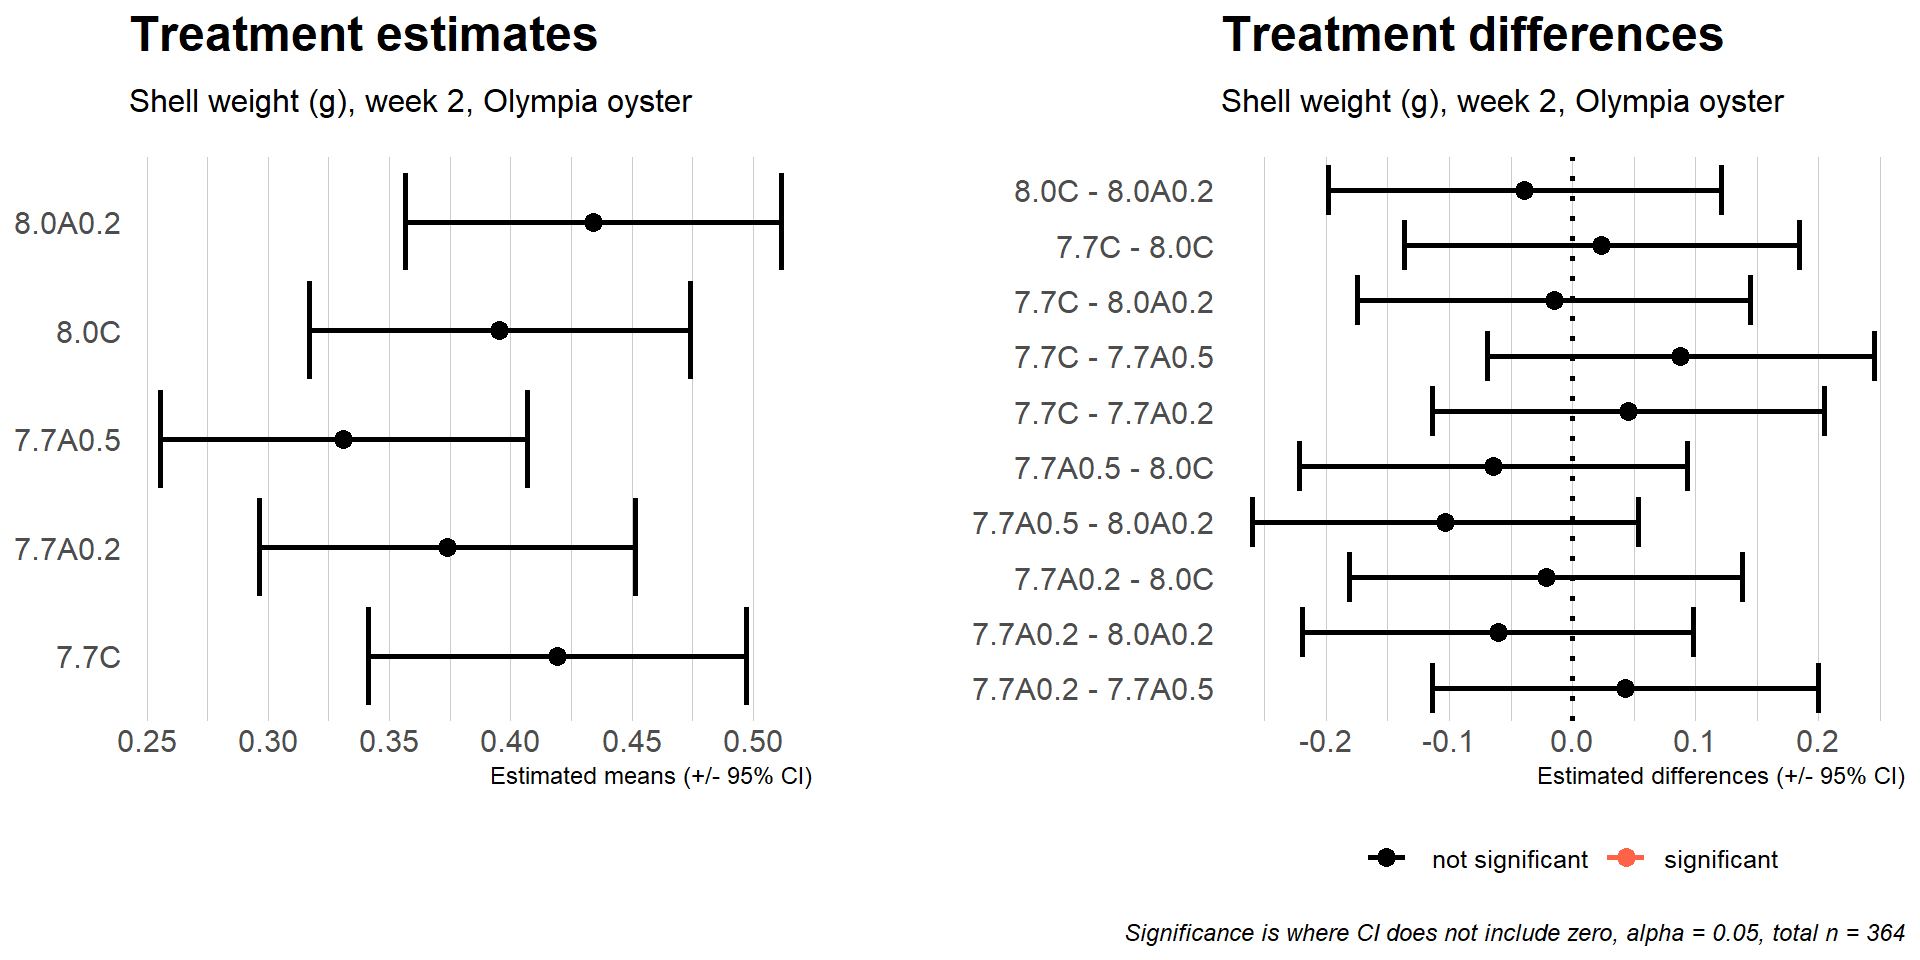 Treatment estimates
Shell weight (g), week 2, Olympia oyster
8.0A0.2
8.0C
7.7A0.5
7.7A0.2
7.7C
0.25 0.30 0.35 0.40 0.45 0.50
Estimated means (+/- 95% CI)
Treatment differences
Shell weight (g), week 2, Olympia oyster
8.0C - 8.0A0.2
7.7C - 8.0C
7.7C - 8.0A0.2
7.7C - 7.7A0.5
7.7C - 7.7A0.2
7.7A0.5 - 8.0C
7.7A0.5 - 8.0A0.2
7.7A0.2 - 8.0C
7.7A0.2 - 8.0A0.2
7.7A0.2 - 7.7A0.5
-0.2 -0.1 0.0 0.1 0.2
Estimated differences (+/- 95% CI)
not significant significant
Significance is where CI does not include zero, alpha = 0.05, total n = 364